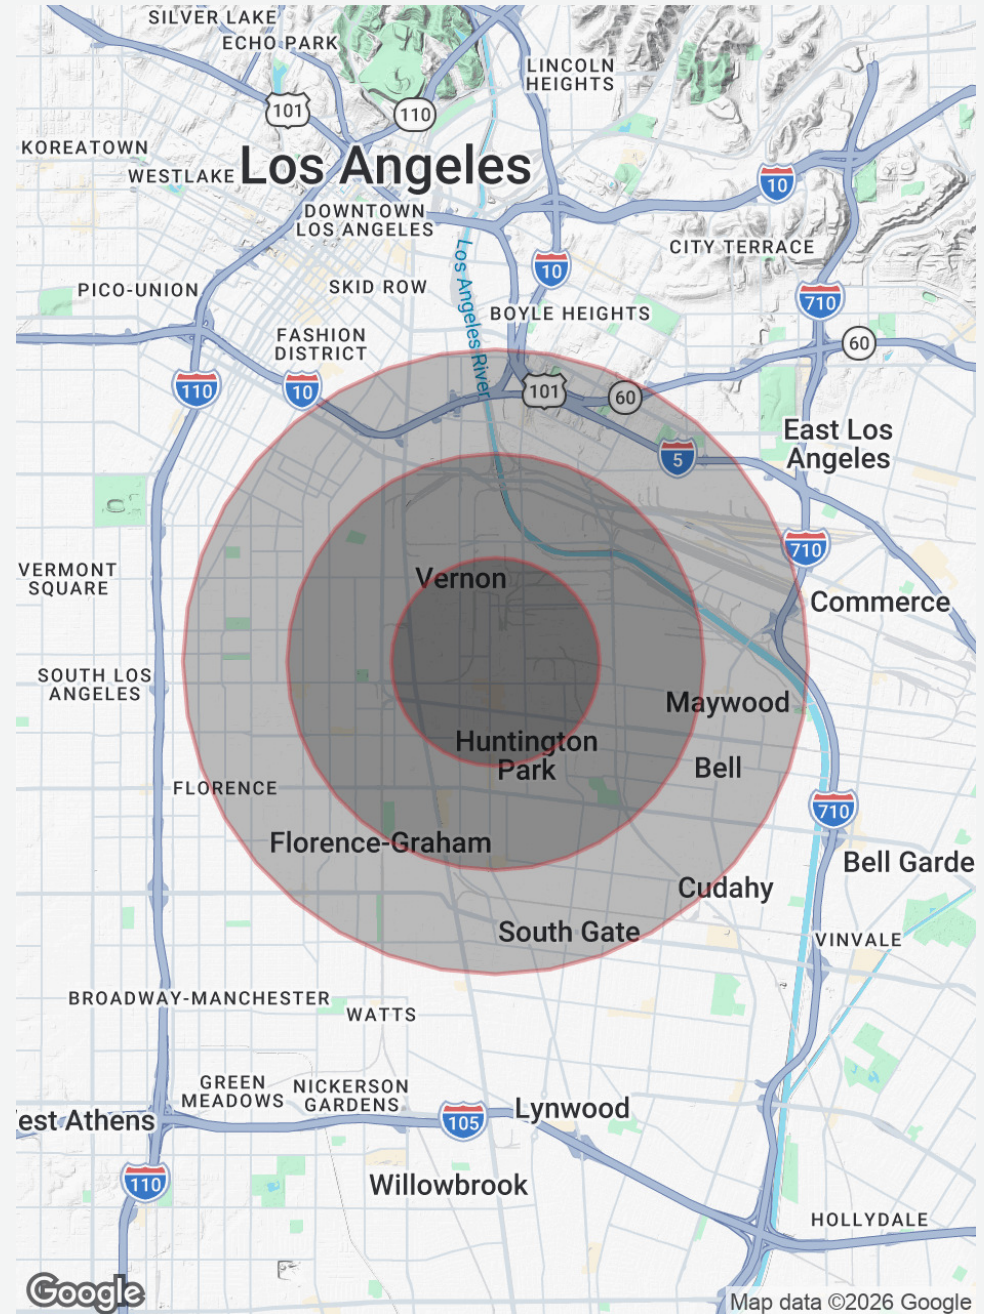 SILVER LAKE
ECHO PARK
LINCOLN
HEIGHTS
101
110
KOREATOWN
WESTLAKE
Los Angeles
10
DOWNTOWN
LOS ANGELES
CITY TERRACE
Los Angeles River
10
PICO-UNION
SKID ROW
710
BOYLE HEIGHTS
FASHION
DISTRICT
60
110
10
101
60
East Los
Angeles
5
710
VERMONT
SQUARE
Vernon
Commerce
SOUTH LOS
ANGELES
Maywood
Huntington
Park
Bell
FLORENCE
710
Florence-Graham
Bell Garde
Cudahy
South Gate
VINVALE
BROADWAY-MANCHESTER
WATTS
GREEN
MEADOWS
NICKERSON
GARDENS
est Athens
105
Lynwood
110
Willowbrook
HOLLYDALE
Google
Map data ©2026 Google